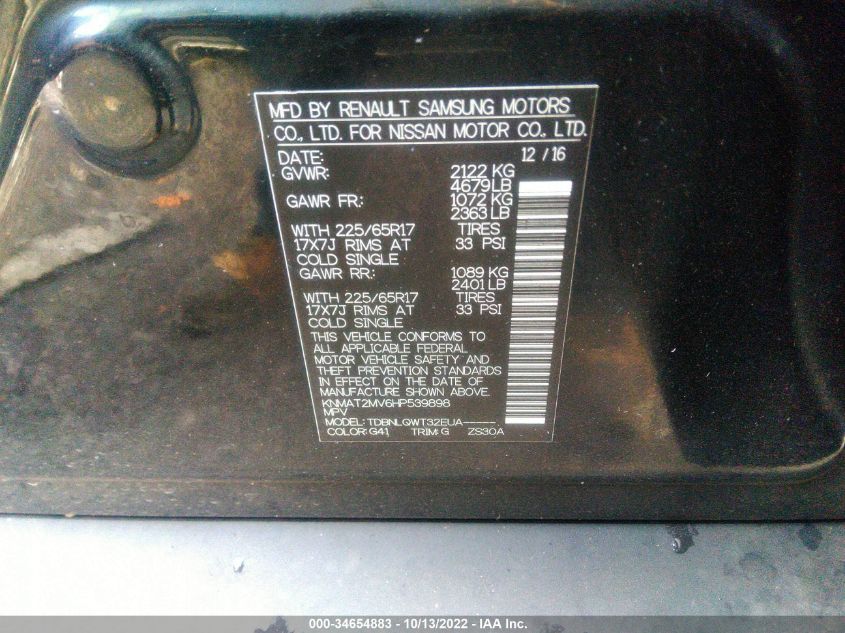 MFD BY RENAULT SAMSUNG MOTORS
CO., LTD. FOR NISSAN MOTOR CO., LTD.
DATE: 12 / 16
GVWR: 2122 KG
4679 LB
GAWR FR: 1072 KG
2363 LB
WITH 225/65R17 TIRES
17X7J RIMS AT 33 PSI
COLD SINGLE
GAWR RR: 1089 KG
2401 LB
WITH 225/65R17 TIRES
17X7J RIMS AT 33 PSI
COLD SINGLE
THIS VEHICLE CONFORMS TO
ALL APPLICABLE FEDERAL
MOTOR VEHICLE SAFETY AND
THEFT PREVENTION STANDARDS
IN EFFECT ON THE DATE OF
MANUFACTURE SHOWN ABOVE.
KNMAT2MV6HP539898
MPV
MODEL: TDBNLQWT32EUA-----
COLOR: G41 TRIM: G ZS30A
000-34654883 - 10/13/2022 - IAA Inc.